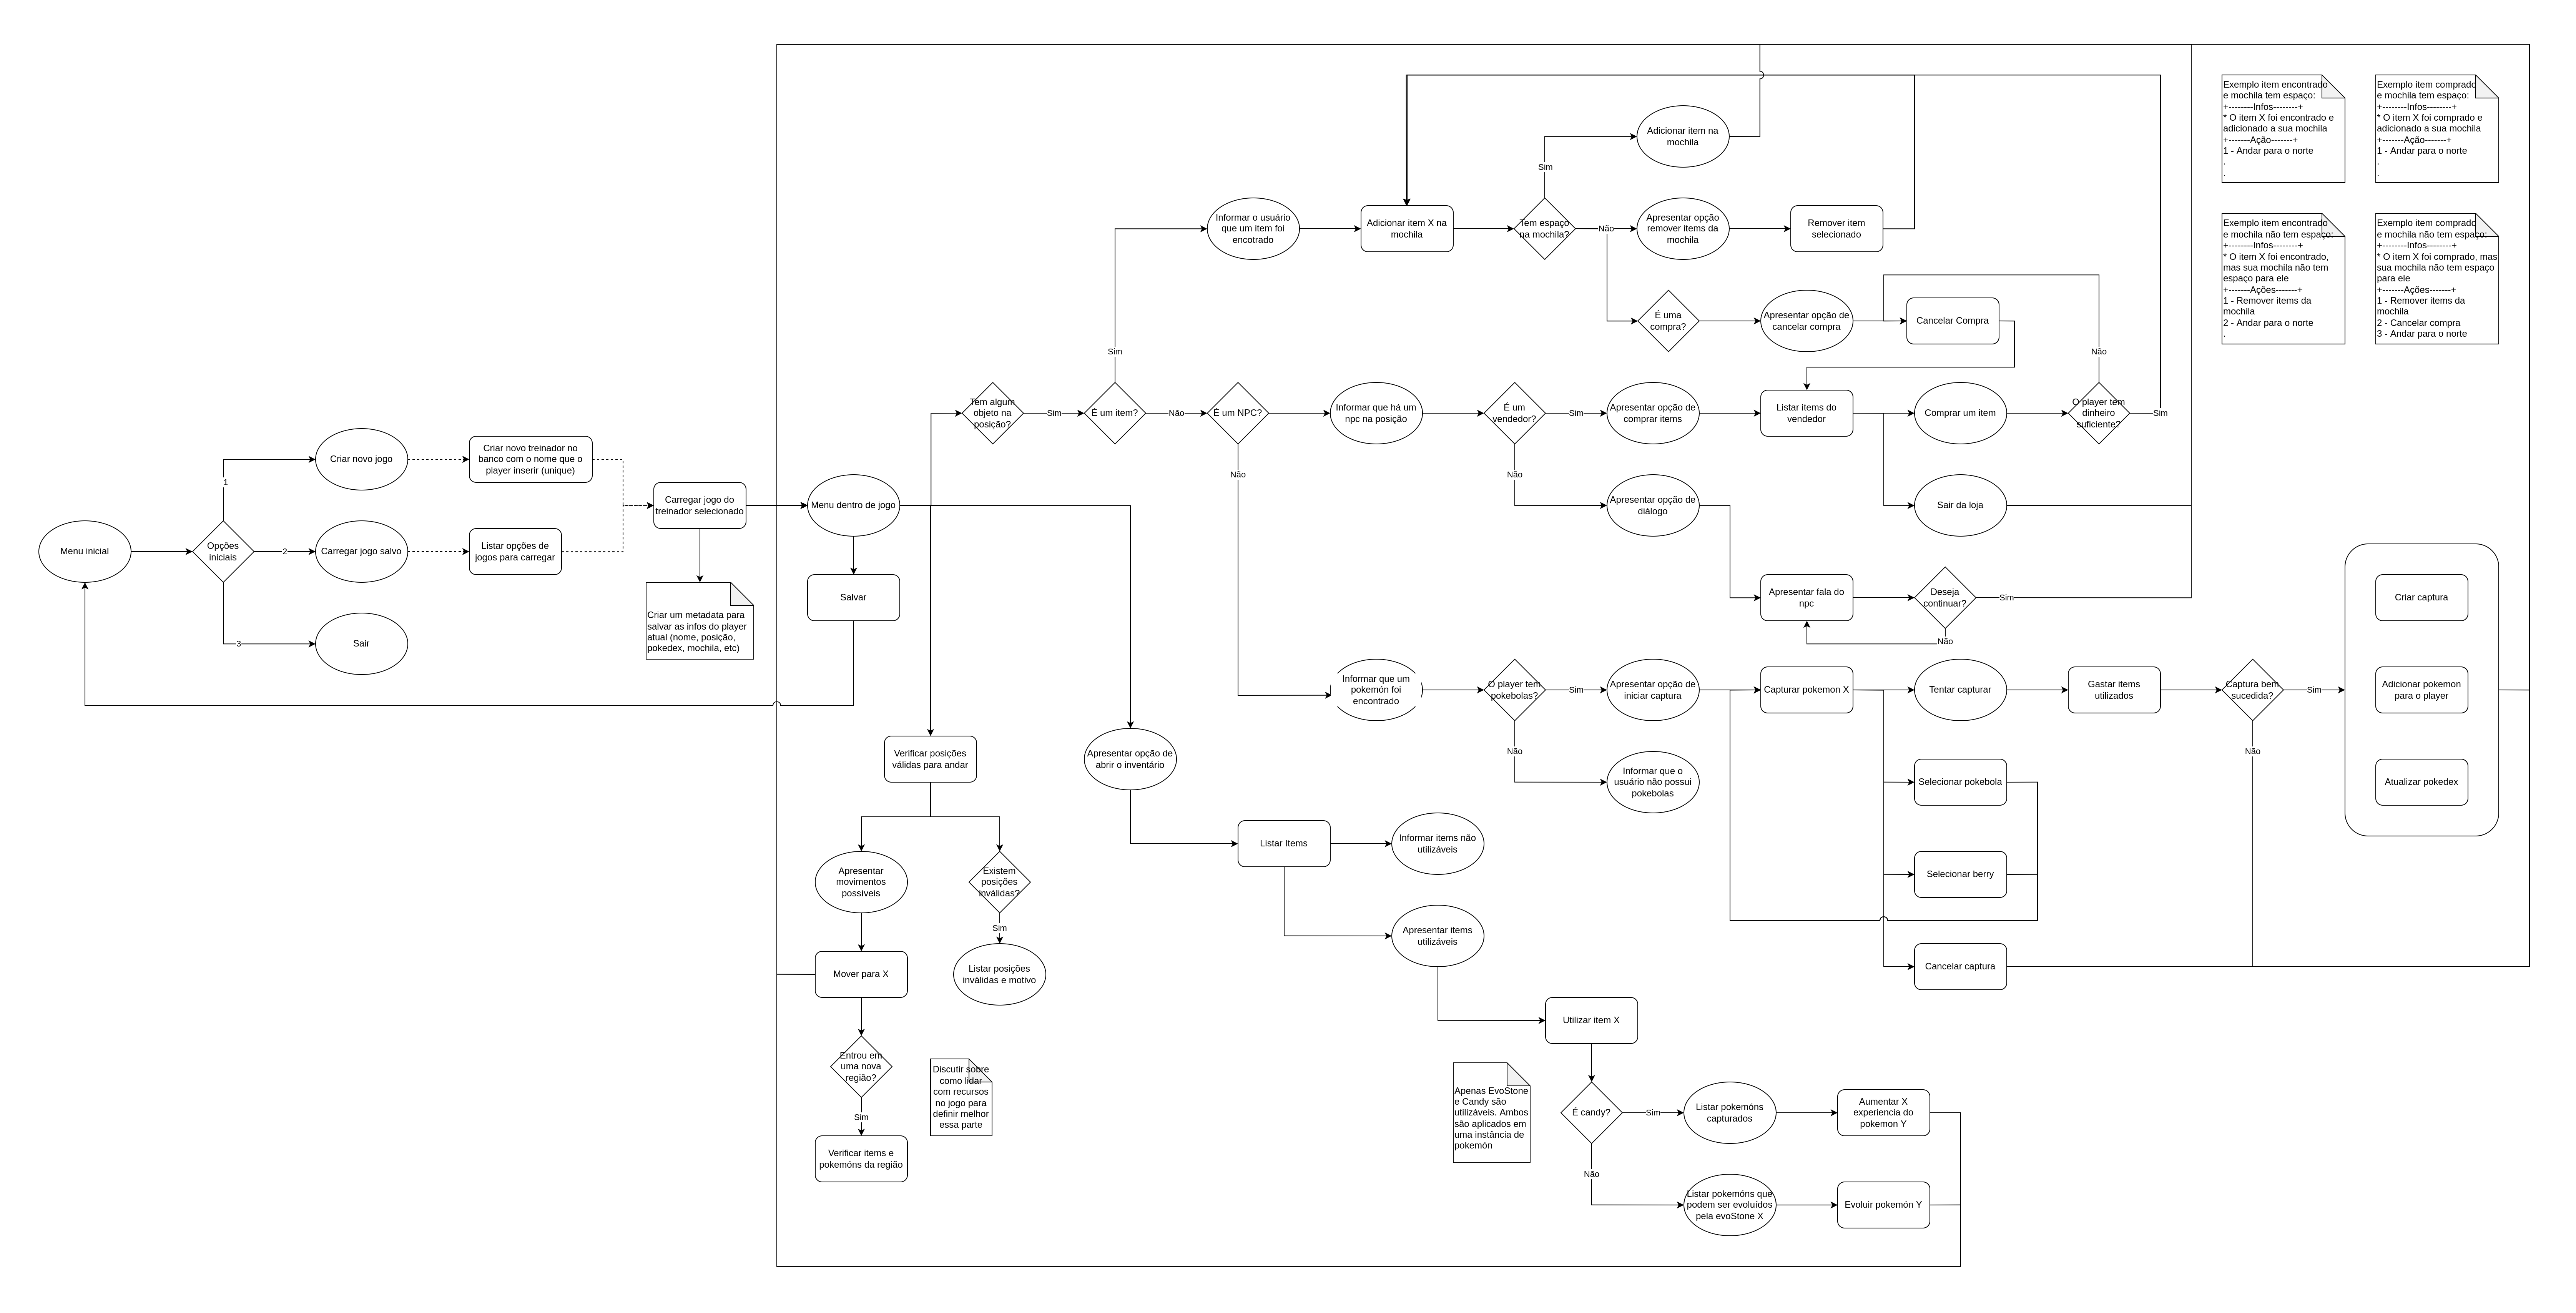 Menu inicial
Opções
iniciais
1
2
3
Criar novo jogo
Carregar jogo salvo
Sair
Criar novo treinador no
banco com o nome que o
player inserir (unique)
Listar opções de
jogos para carregar
Carregar jogo do
treinador selecionado
Criar um metadata para
salvar as infos do player
atual (nome, posição,
pokedex, mochila, etc)
Menu dentro de jogo
Salvar
Tem algum
objeto na
posição?
Sim
É um item?
Sim
Não
Informar o usuário
que um item foi
encotrado
Adicionar item X na
mochila
Tem espaço
na mochila?
Sim
Adicionar item na
mochila
Não
Apresentar opção
remover items da
mochila
Remover item
selecionado
É uma
compra?
Apresentar opção de
cancelar compra
Cancelar Compra
É um NPC?
Informar que há um
npc na posição
É um
vendedor?
Sim
Apresentar opção de
comprar items
Listar items do
vendedor
Comprar um item
O player tem
dinheiro
suficiente?
Não
Sim
Sair da loja
Não
Apresentar opção de
diálogo
Apresentar fala do
npc
Deseja
continuar?
Sim
Não
Não
Informar que um
pokemón foi
encontrado
O player tem
pokebolas?
Sim
Apresentar opção de
iniciar captura
Capturar pokemon X
Tentar capturar
Gastar items
utilizados
Captura bem
sucedida?
Sim
Não
Não
Informar que o
usuário não possui
pokebolas
Selecionar pokebola
Selecionar berry
Cancelar captura
Criar captura
Adicionar pokemon
para o player
Atualizar pokedex
Exemplo item encontrado
e mochila tem espaço:
+--------Infos--------+
* O item X foi encontrado e
adicionado a sua mochila
+-------Ação-------+
1 - Andar para o norte
.
.
Exemplo item comprado
e mochila tem espaço:
+--------Infos--------+
* O item X foi comprado e
adicionado a sua mochila
+-------Ação-------+
1 - Andar para o norte
.
.
Exemplo item encontrado
e mochila não tem espaço:
+--------Infos--------+
* O item X foi encontrado,
mas sua mochila não tem
espaço para ele
+-------Ações-------+
1 - Remover items da
mochila
2 - Andar para o norte
.
Exemplo item comprado
e mochila não tem espaço:
+--------Infos--------+
* O item X foi comprado, mas
sua mochila não tem espaço
para ele
+-------Ações-------+
1 - Remover items da
mochila
2 - Cancelar compra
3 - Andar para o norte
Verificar posições
válidas para andar
Apresentar
movimentos
possíveis
Existem
posições
inválidas?
Sim
Listar posições
inválidas e motivo
Mover para X
Entrou em
uma nova
região?
Sim
Verificar items e
pokemóns da região
Discutir sobre
como lidar
com recursos
no jogo para
definir melhor
essa parte
Apresentar opção de
abrir o inventário
Listar Items
Informar items não
utilizáveis
Apresentar items
utilizáveis
Utilizar item X
Apenas EvoStone
e Candy são
utilizáveis. Ambos
são aplicados em
uma instância de
pokemón
É candy?
Sim
Não
Listar pokemóns
capturados
Aumentar X
experiencia do
pokemon Y
Listar pokemóns que
podem ser evoluídos
pela evoStone X
Evoluir pokemón Y